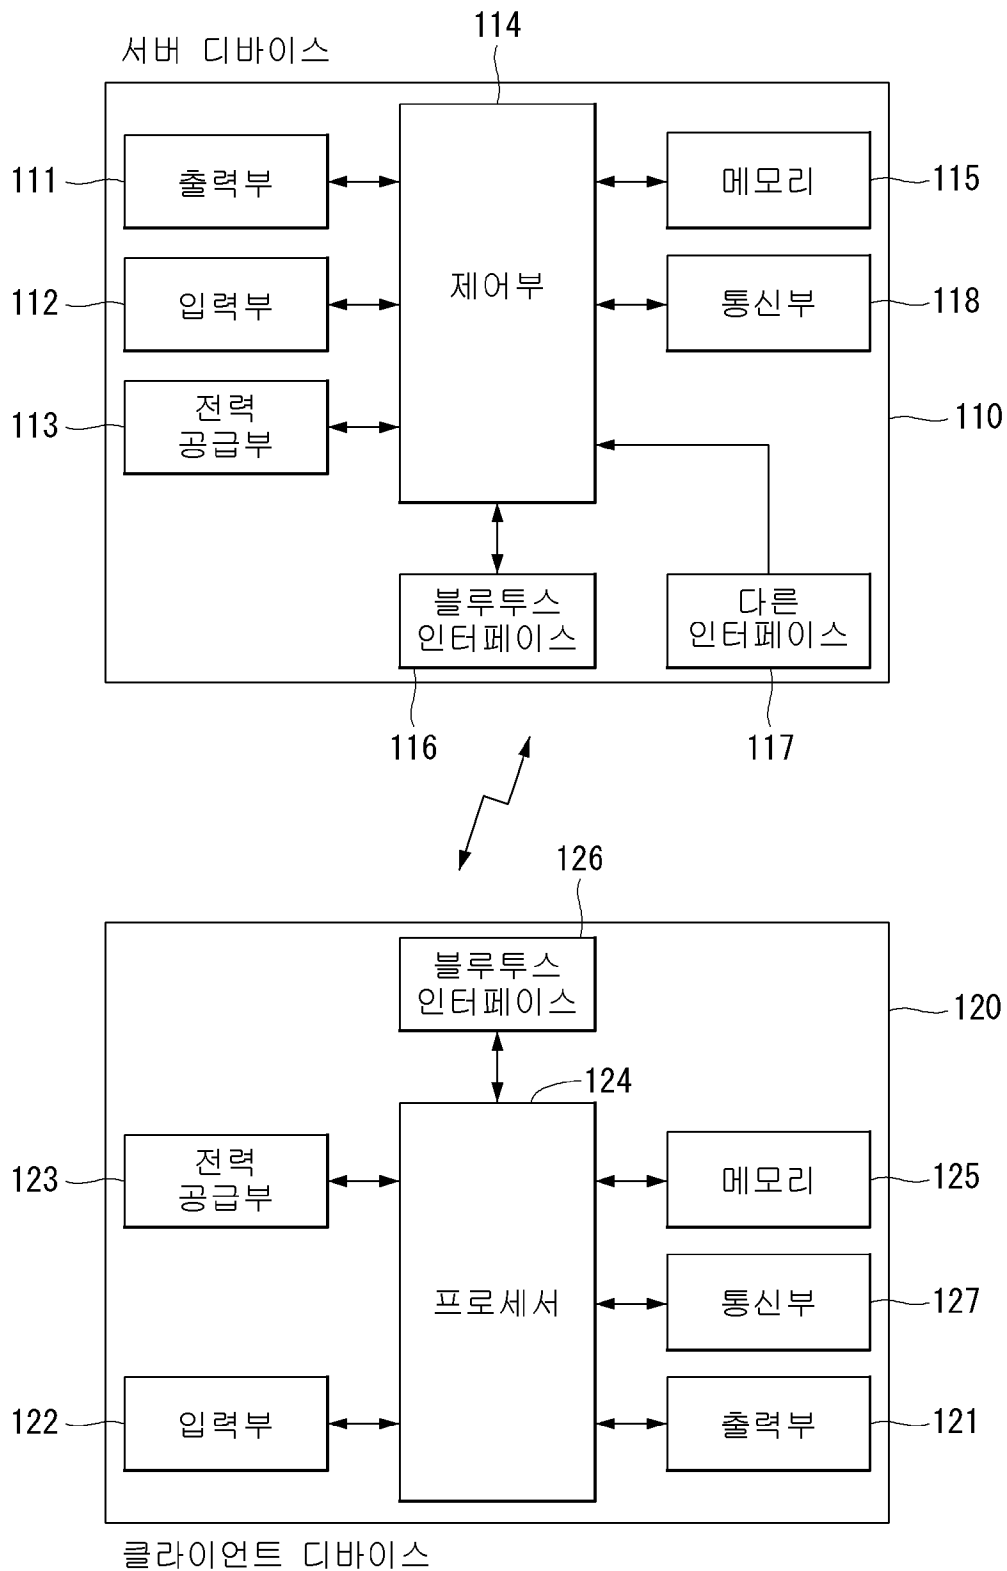 114
서버 디바이스
111
출력부
메모리
115
제어부
112
입력부
통신부
118
113
전력
공급부
110
블루투스
인터페이스
다른
인터페이스
116
117
126
블루투스
인터페이스
120
124
123
전력
공급부
메모리
125
프로세서
통신부
127
122
입력부
출력부
121
클라이언트 디바이스